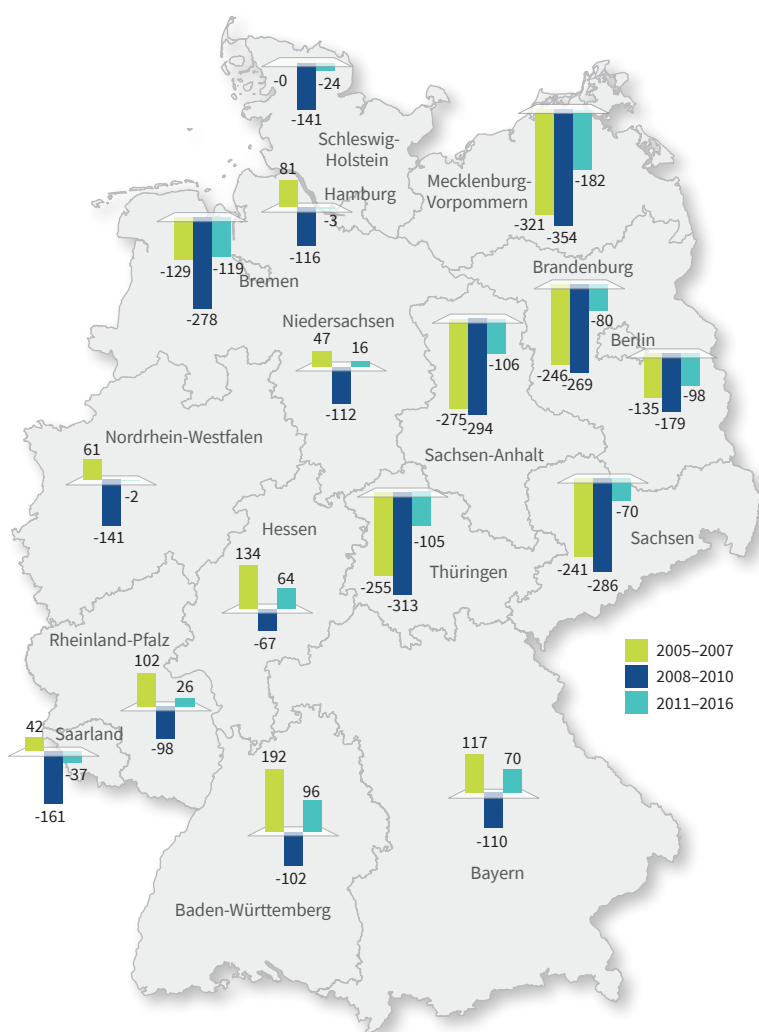 -0
-24
-141
Schleswig-
Holstein
81
Hamburg
-3
-116
Mecklenburg-
Vorpommern
-182
-321
-354
-129
-119
Bremen
-278
Brandenburg
-80
-246
-269
Berlin
-98
-135
-179
Niedersachsen
47
16
-112
-106
-275
-294
Sachsen-Anhalt
Nordrhein-Westfalen
61
-2
-141
Hessen
134
64
-67
-105
-255
-313
Thüringen
-70
-241
-286
Sachsen
Rheinland-Pfalz
102
26
-98
42
Saarland
-37
-161
2005–2007
2008–2010
2011–2016
192
96
-102
Baden-Württemberg
117
70
-110
Bayern